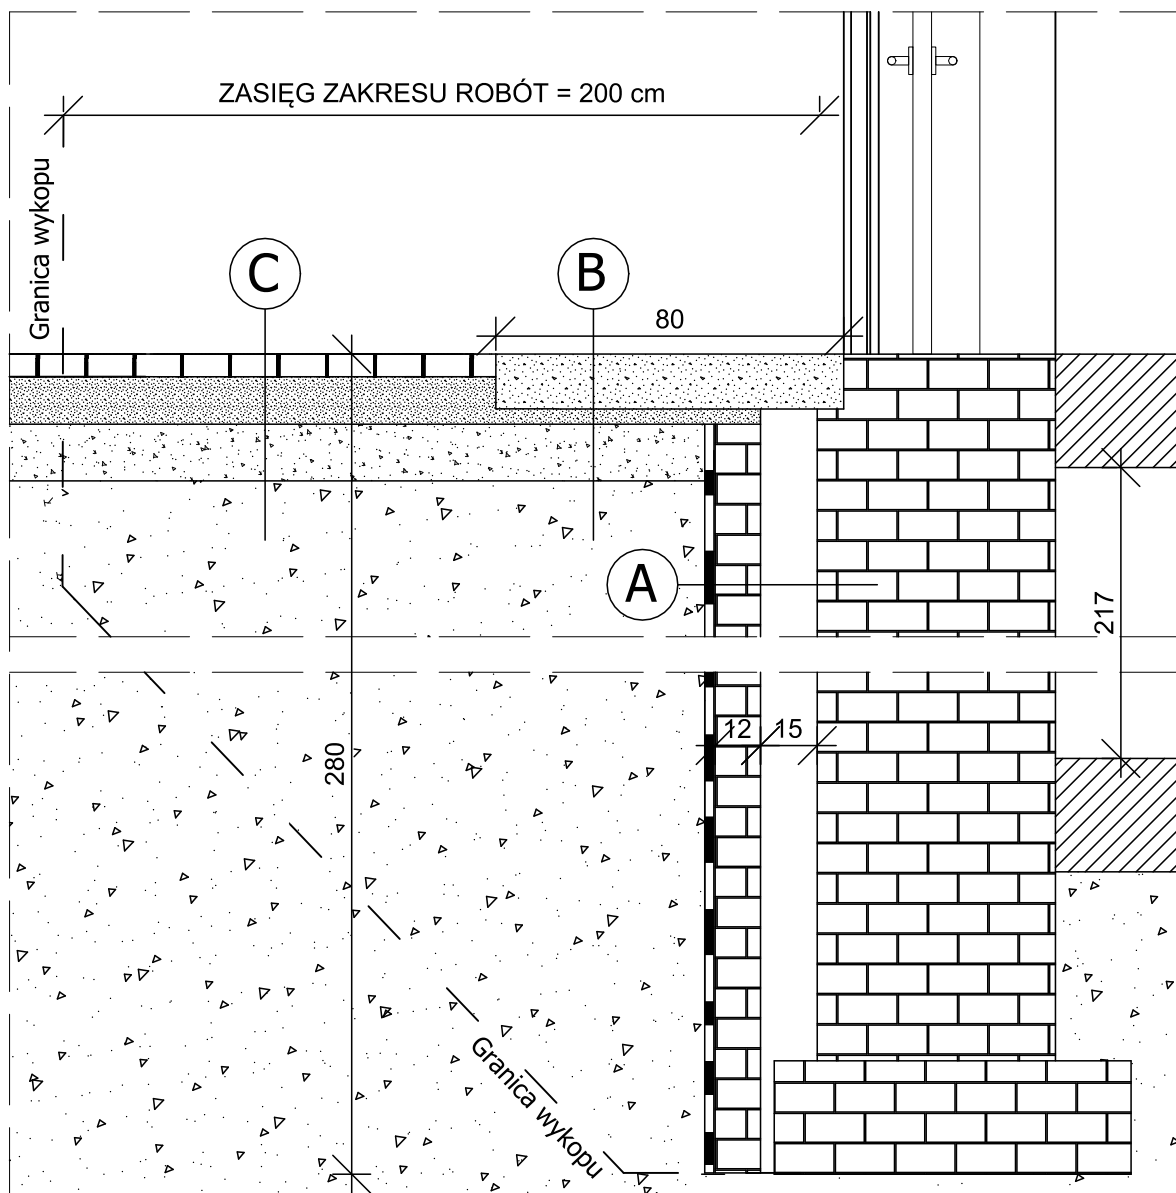 ZASIĘG ZAKRESU ROBÓT = 200 cm
Granica wykopu
C
B
80
A
217
12
15
280
Granica wykopu